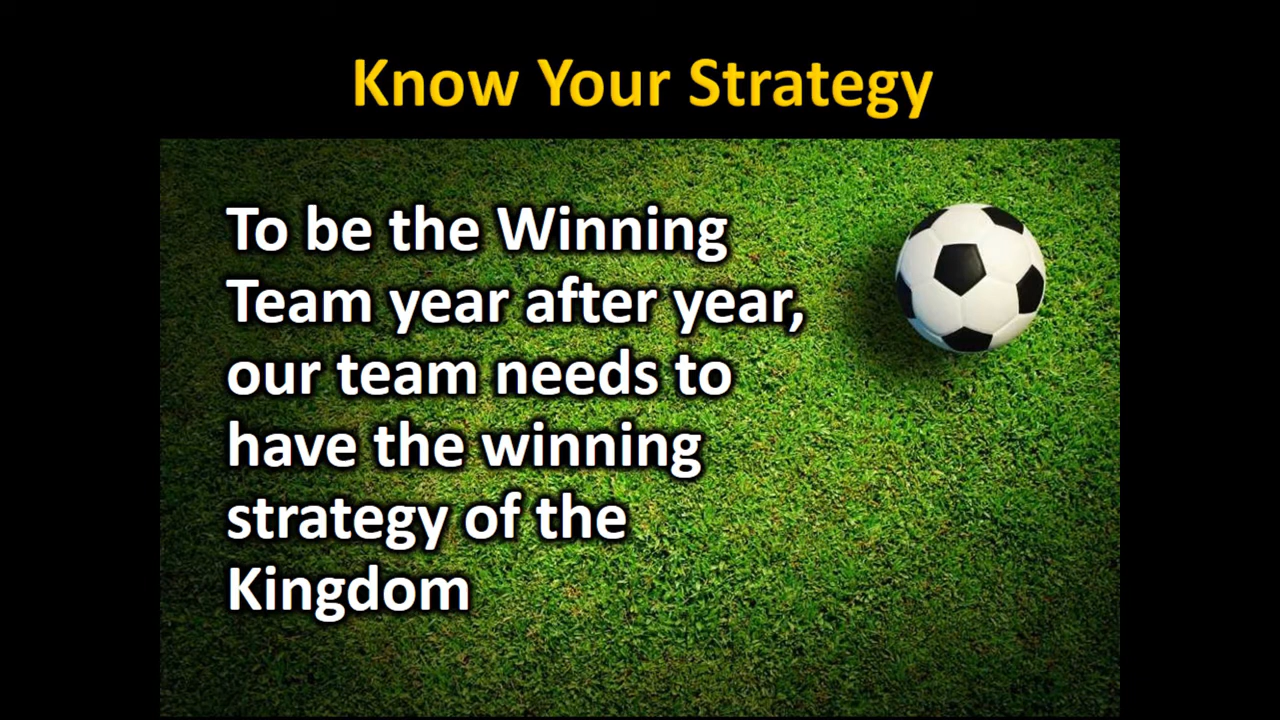 Know Your Strategy
To be the Winning
Team year after year,
our team needs to
have the winning
strategy of the
Kingdom